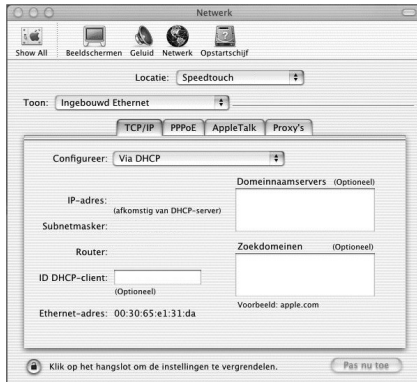 Netwerk
Show All Beeldschermen Geluid Netwerk Opstartschijf
Locatie: Speedtouch
Toon: Ingebouwd Ethernet
TCP/IP PPPoE AppleTalk Proxy's
Configureer: Via DHCP
Domeinnaamservers (Optioneel)
IP-adres:
(afkomstig van DHCP-server)
Subnetmasker:
Router:
Zoekdomeinen (Optioneel)
ID DHCP-client:
(Optioneel)
Voorbeeld: apple.com
Ethernet-adres: 00:30:65:e1:31:da
Klik op het hangslot om de instellingen te vergrendelen.
Pas nu toe